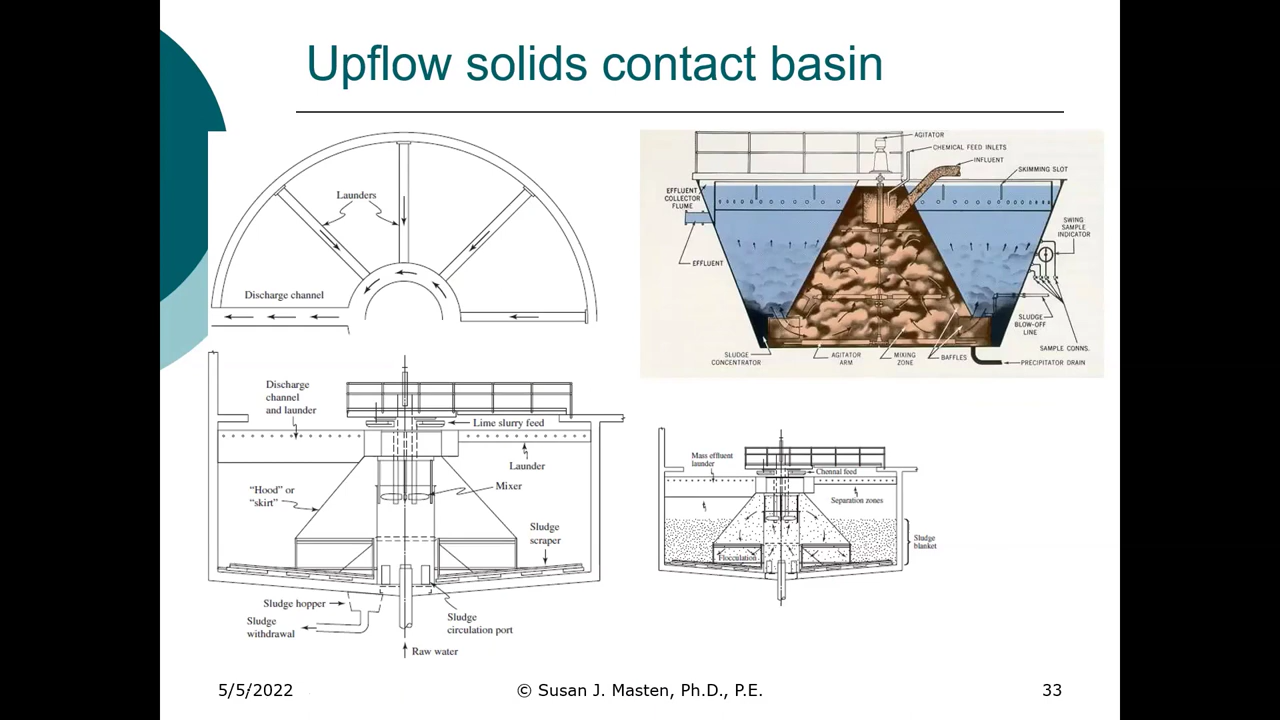 Upflow solids contact basin
Launders
Discharge channel
AGITATOR
CHEMICAL FEED INLETS
INFLUENT
SKIMMING SLOT
EFFLUENT
COLLECTOR
FLUME
SWING
SAMPLE
INDICATOR
EFFLUENT
SLUDGE
BLOW-OFF
LINE
SAMPLE CONNS.
SLUDGE
CONCENTRATOR
AGITATOR
ARM
MIXING
ZONE
BAFFLES
PRECIPITATOR DRAIN
Discharge
channel
and launder
Lime slurry feed
Launder
Mixer
"Hood" or
"skirt"
Sludge
scraper
Sludge hopper
Sludge
withdrawal
Sludge
circulation port
Raw water
Mass effluent
launder
Chennal feed
Separation zones
Sludge
blanket
Flocculation
5/5/2022
© Susan J. Masten, Ph.D., P.E.
33